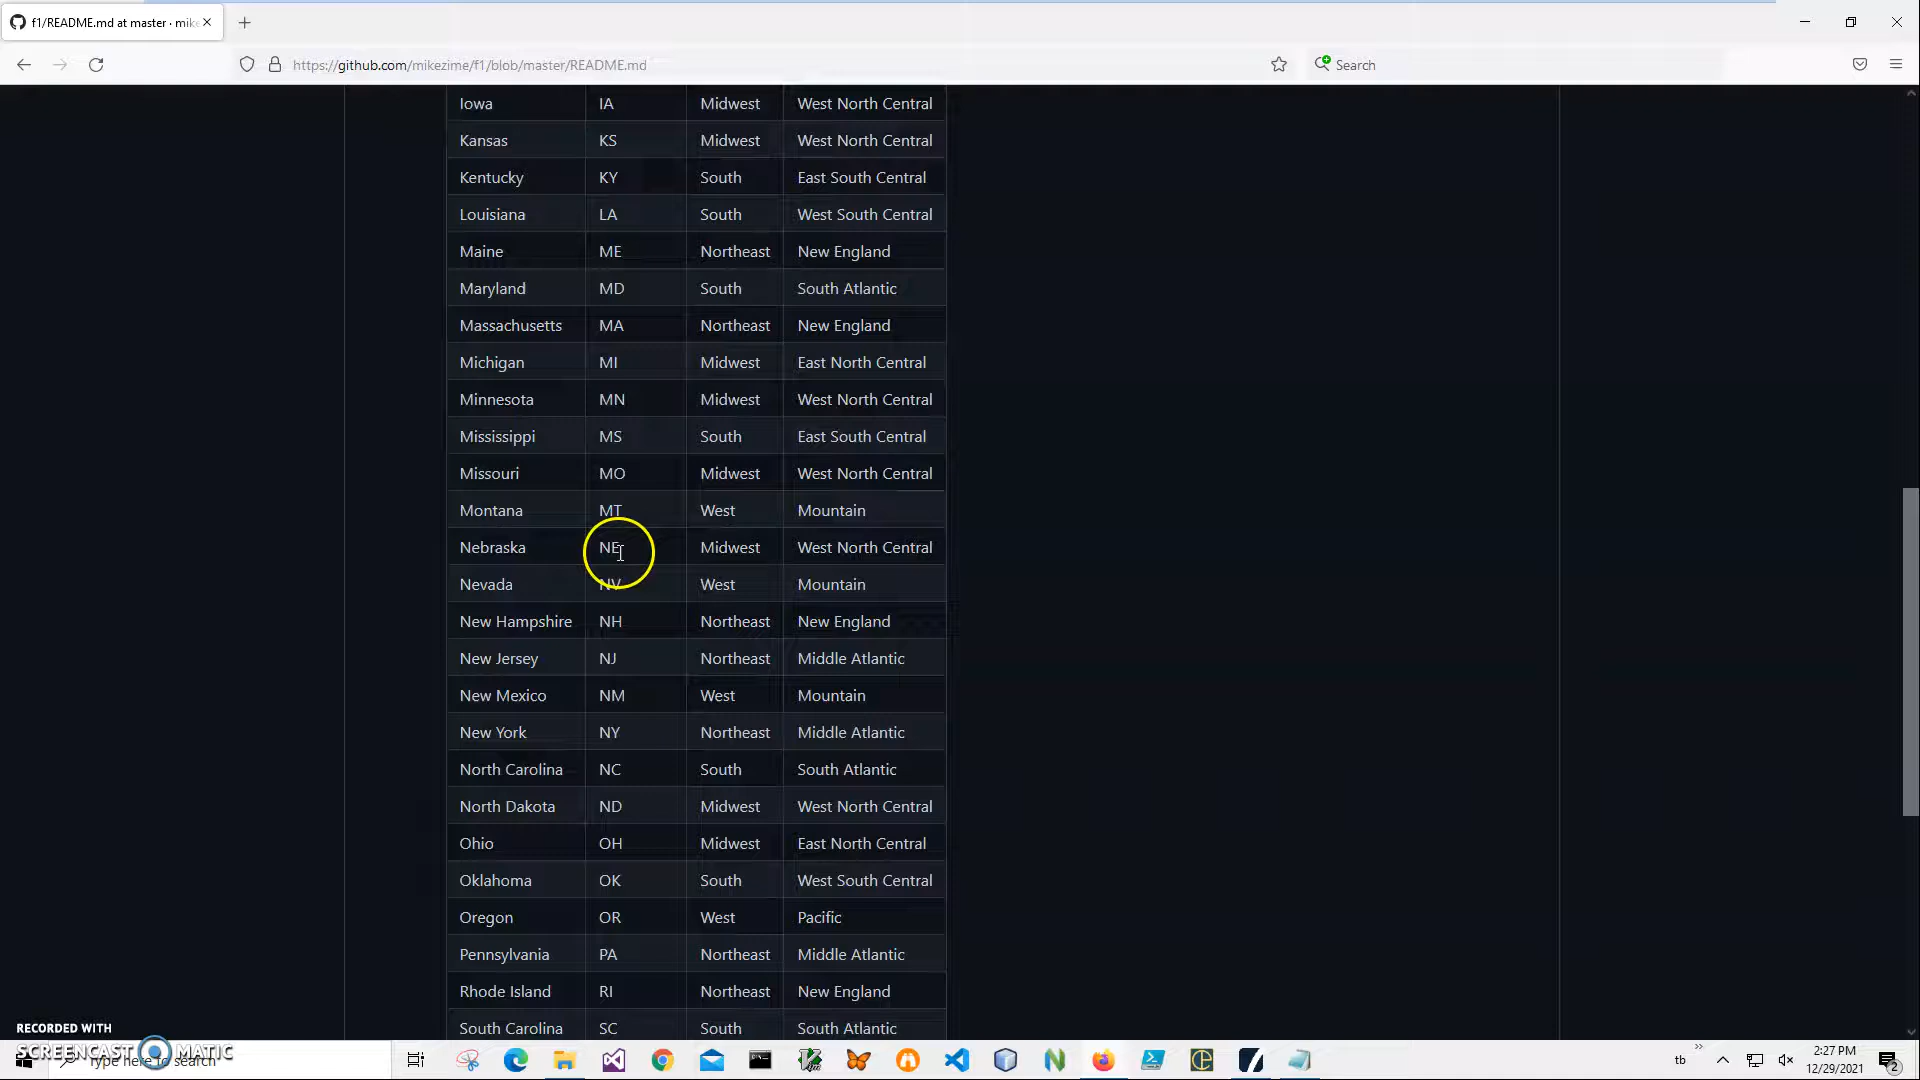 f1/README.md at master · mik
https://github.com/mikezime/f1/blob/master/README.md
Search
Iowa IA Midwest West North Central
Kansas KS Midwest West North Central
Kentucky KY South East South Central
Louisiana LA South West South Central
Maine ME Northeast New England
Maryland MD South South Atlantic
Massachusetts MA Northeast New England
Michigan MI Midwest East North Central
Minnesota MN Midwest West North Central
Mississippi MS South East South Central
Missouri MO Midwest West North Central
Montana MT West Mountain
Nebraska NE Midwest West North Central
Nevada NV West Mountain
New Hampshire NH Northeast New England
New Jersey NJ Northeast Middle Atlantic
New Mexico NM West Mountain
New York NY Northeast Middle Atlantic
North Carolina NC South South Atlantic
North Dakota ND Midwest West North Central
Ohio OH Midwest East North Central
Oklahoma OK South West South Central
Oregon OR West Pacific
Pennsylvania PA Northeast Middle Atlantic
Rhode Island RI Northeast New England
South Carolina SC South South Atlantic
RECORDED WITH
SCREENCAST MATIC
Type here to search
tb
2:27 PM
12/29/2021
2